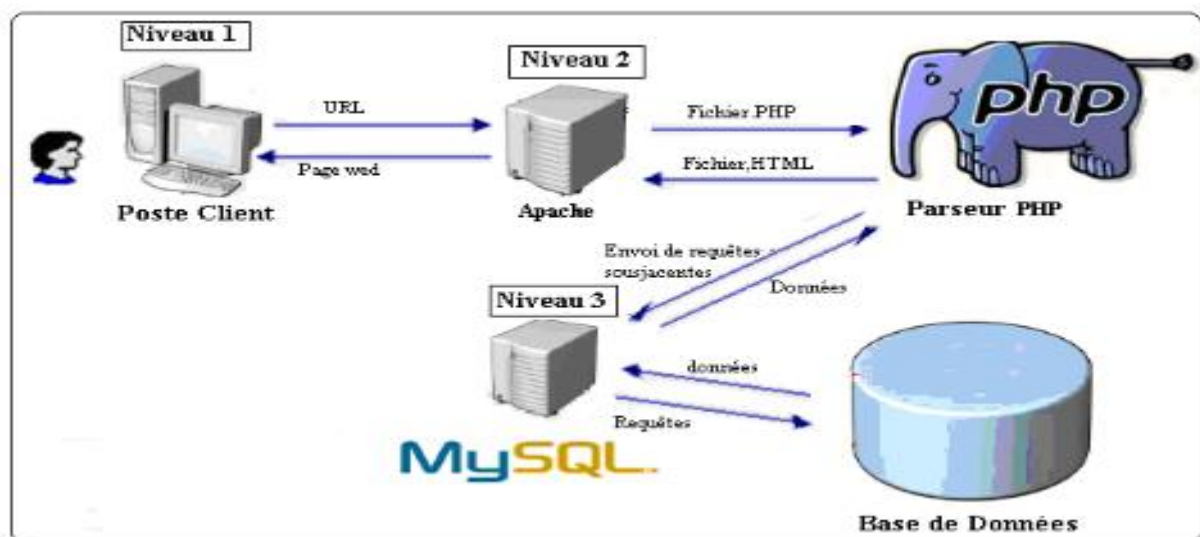 Niveau 1
Niveau 2
URL
Page wed
Poste Client
Apache
Fichier.PHP
Fichier,HTML
php
Parseur PHP
Envoi de requêtes
sousjacentes
Données
Niveau 3
données
Requêtes
MySQL
Base de Données